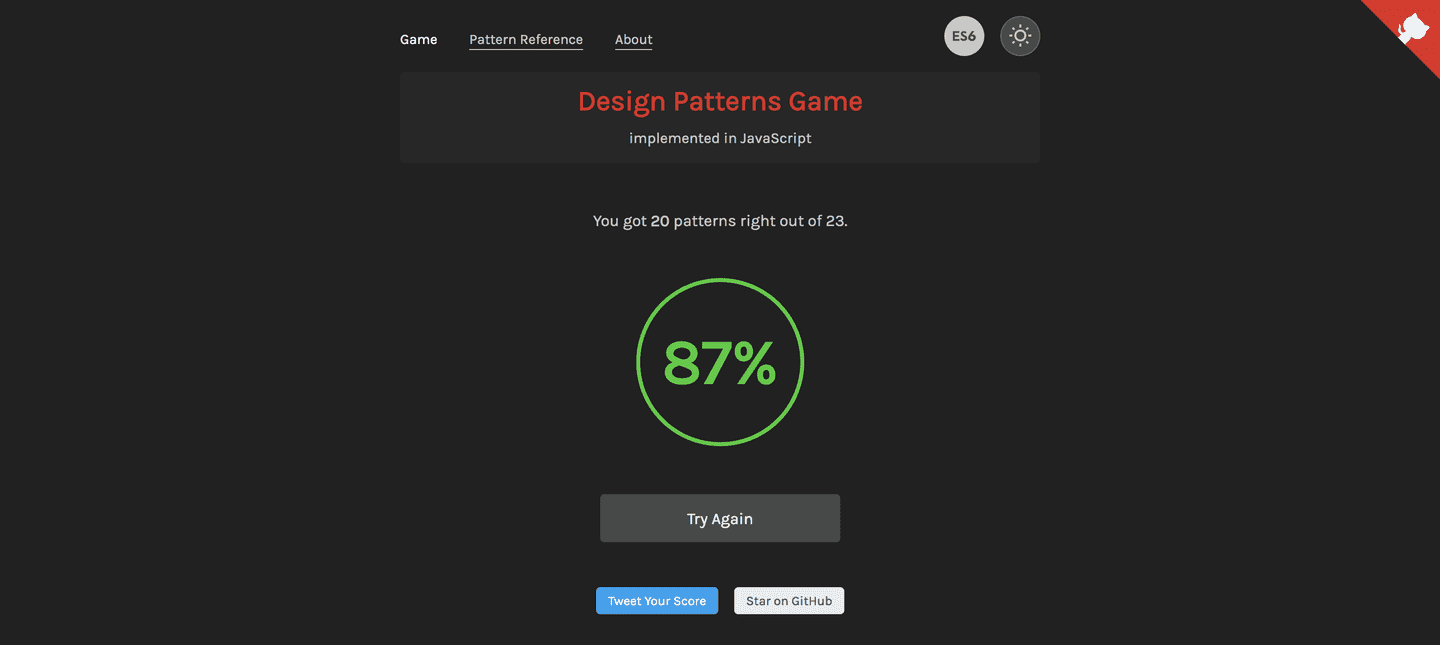 Game Pattern Reference About ES6
Design Patterns Game
implemented in JavaScript
You got 20 patterns right out of 23.
87%
Try Again
Tweet Your Score Star on GitHub